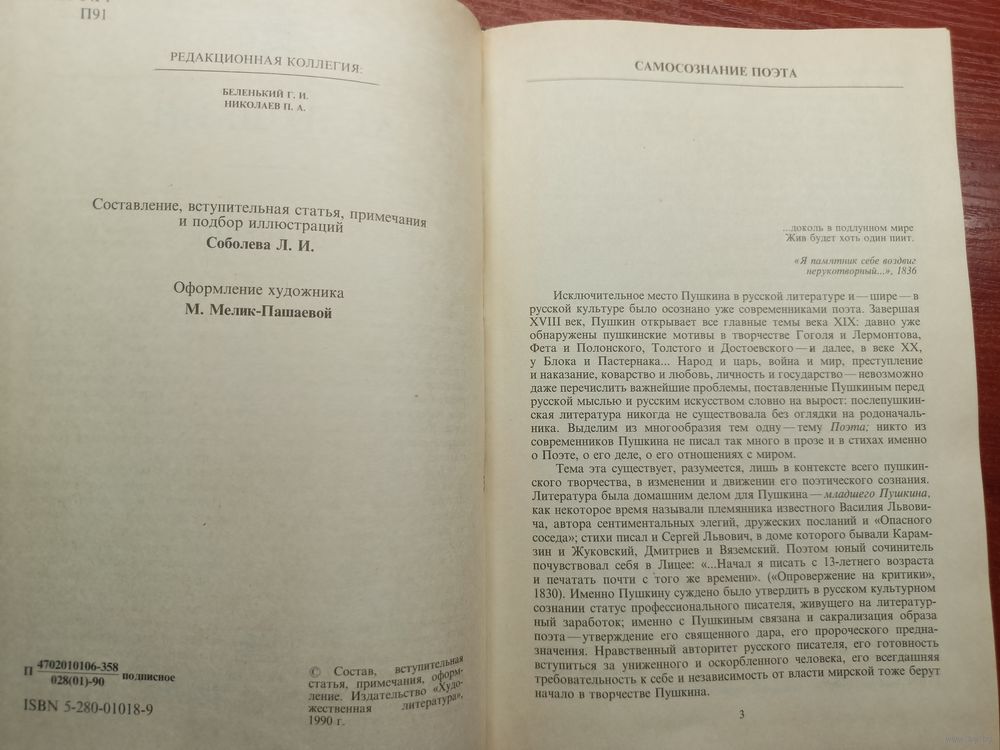 П91
РЕДАКЦИОННАЯ КОЛЛЕГИЯ:
БЕЛЕНЬКИЙ Г. И.
НИКОЛАЕВ П. А.
Составление, вступительная статья, примечания
и подбор иллюстраций
Соболева Л. И.
Оформление художника
М. Мелик-Пашаевой
П 4702010106-358
028(01)-90 подписное
ISBN 5-280-01018-9
© Состав, вступительная
статья, примечания, оформ-
ление. Издательство «Худо-
жественная литература»,
1990 г.
САМОСОЗНАНИЕ ПОЭТА
...доколь в подлунном мире
Жив будет хоть один пиит.
«Я памятник себе воздвиг
нерукотворный...», 1836
Исключительное место Пушкина в русской литературе и—шире—в
русской культуре было осознано уже современниками поэта. Завершая
XVIII век, Пушкин открывает все главные темы века XIX: давно уже
обнаружены пушкинские мотивы в творчестве Гоголя и Лермонтова,
Фета и Полонского, Толстого и Достоевского—и далее, в веке XX,
у Блока и Пастернака... Народ и царь, война и мир, преступление
и наказание, коварство и любовь, личность и государство—невозможно
даже перечислить важнейшие проблемы, поставленные Пушкиным перед
русской мыслью и русским искусством словно на вырост: послепушкин-
ская литература никогда не существовала без оглядки на родоначаль-
ника. Выделим из многообразия тем одну—тему Поэта; никто из
современников Пушкина не писал так много в прозе и в стихах именно
о Поэте, о его деле, о его отношениях с миром.
Тема эта существует, разумеется, лишь в контексте всего пушкин-
ского творчества, в изменении и движении его поэтического сознания.
Литература была домашним делом для Пушкина—младшего Пушкина,
как некоторое время называли племянника известного Василия Львови-
ча, автора сентиментальных элегий, дружеских посланий и «Опасного
соседа»; стихи писал и Сергей Львович, в доме которого бывали Карам-
зин и Жуковский, Дмитриев и Вяземский. Поэтом юный сочинитель
почувствовал себя в Лицее: «...Начал я писать с 13-летнего возраста
и печатать почти с того же времени». («Опровержение на критики»,
1830). Именно Пушкину суждено было утвердить в русском культурном
сознании статус профессионального писателя, живущего на литератур-
ный заработок; именно с Пушкиным связана и сакрализация образа
поэта—утверждение его священного дара, его пророческого предна-
значения. Нравственный авторитет русского писателя, его готовность
вступиться за униженного и оскорбленного человека, его всегдашняя
требовательность к себе и независимость от власти мирской тоже берут
начало в творчестве Пушкина.
3